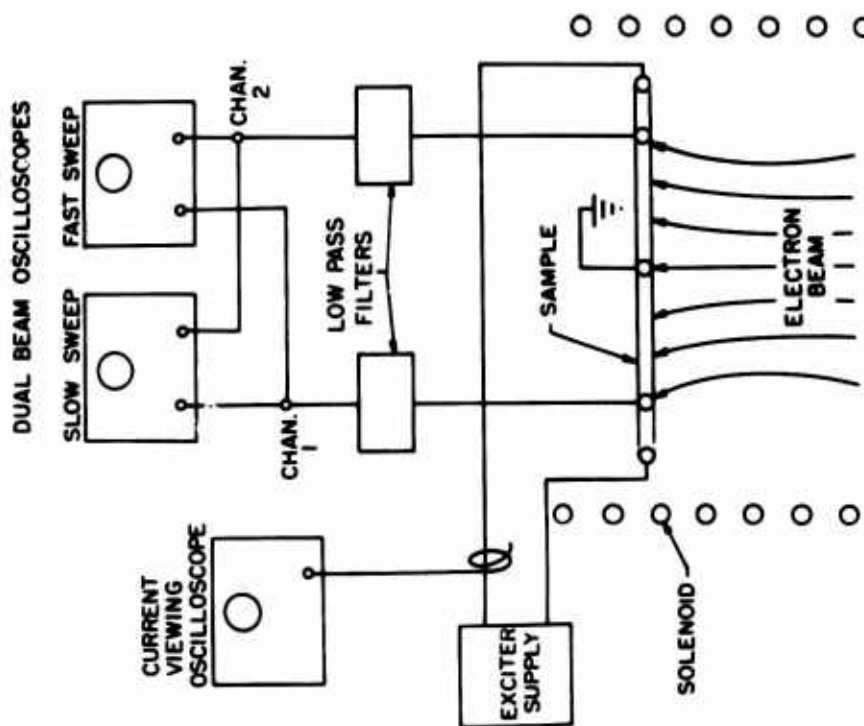 DUAL BEAM OSCILLOSCOPES
SLOW SWEEP
FAST SWEEP
CURRENT
VIEWING
OSCILLOSCOPE
CHAN.
1
CHAN.
2
LOW PASS
FILTERS
EXCITER
SUPPLY
SAMPLE
SOLENOID
ELECTRON
BEAM